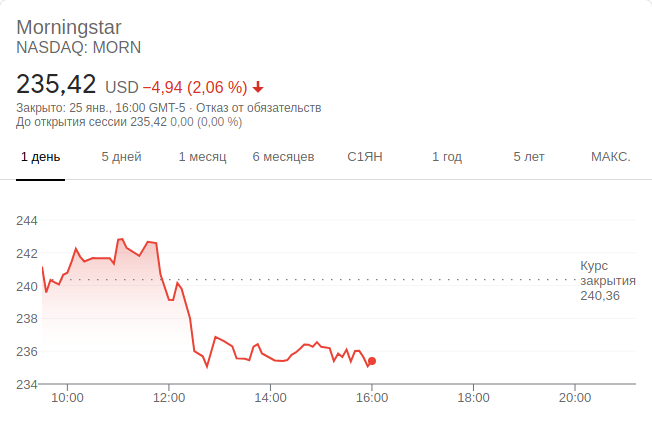 Morningstar
NASDAQ: MORN
235,42 USD −4,94 (2,06 %)
Закрыто: 25 янв., 16:00 GMT-5 · Отказ от обязательств
До открытия сессии 235,42 0,00 (0,00 %)
1 день 5 дней 1 месяц 6 месяцев С1ЯН 1 год 5 лет МАКС.
244
242
240
238
236
234
Курс
закрытия
240,36
10:00 12:00 14:00 16:00 18:00 20:00